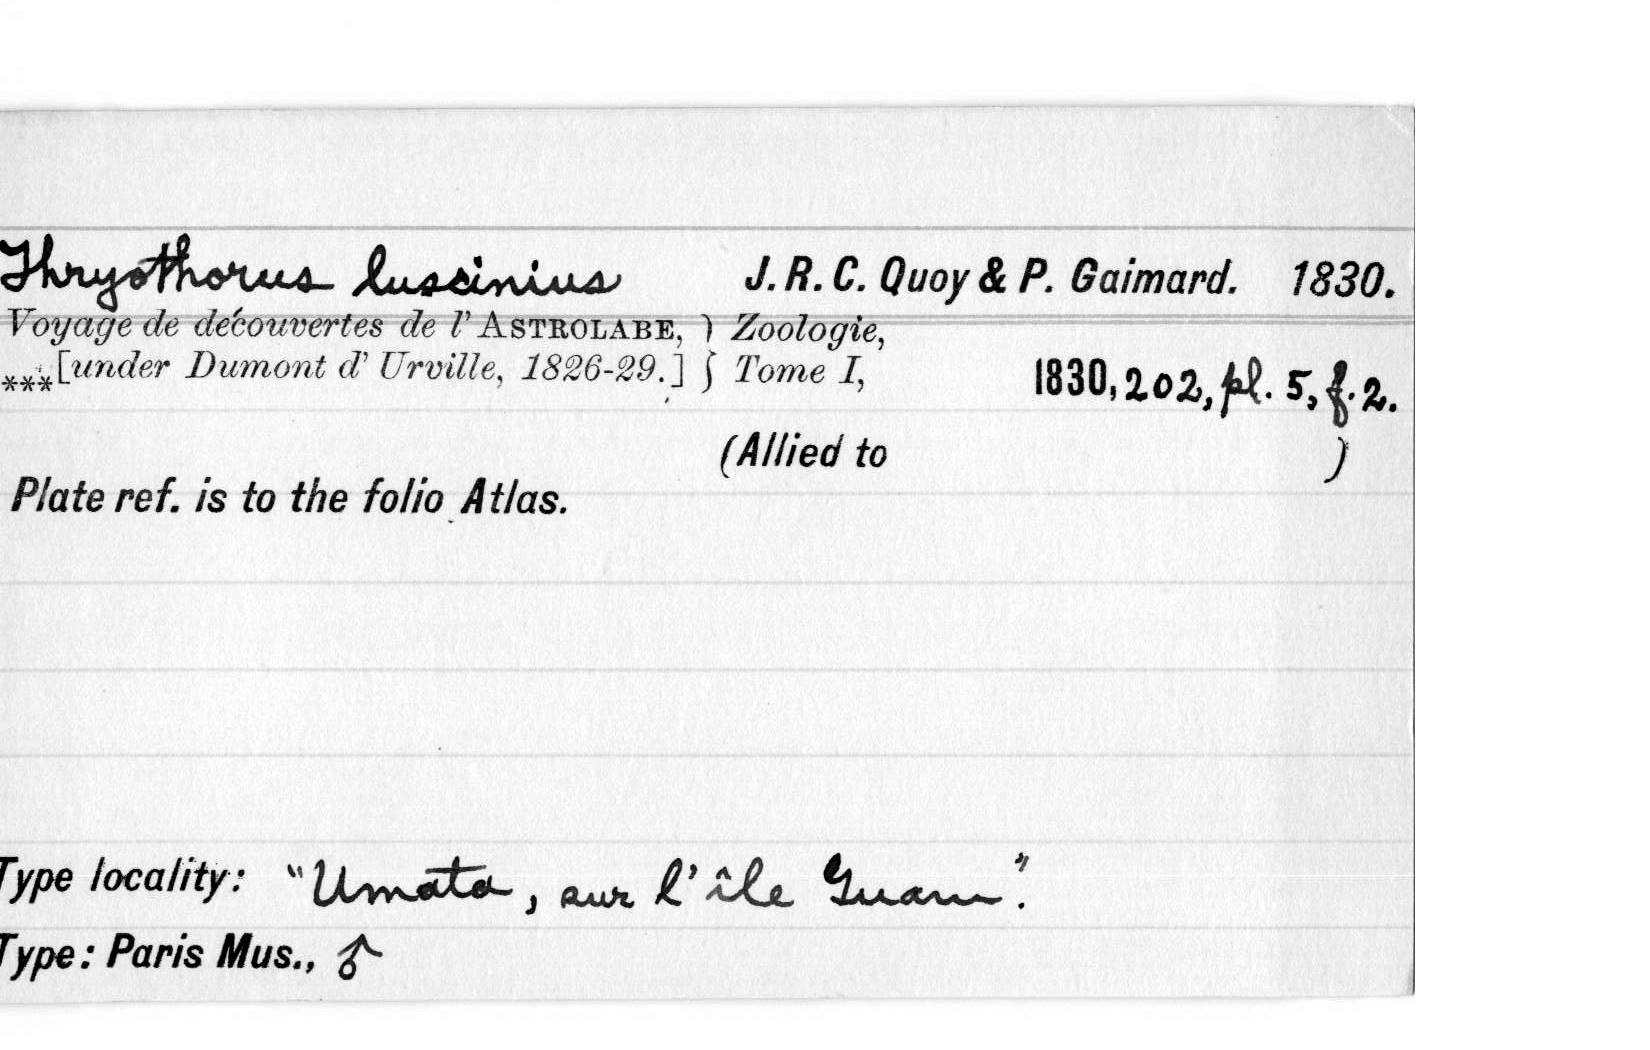 Thryothorus luscinius J. R. C. Quoy & P. Gaimard. 1830.
Voyage de découvertes de l' ASTROLABE, } Zoologie,
***[under Dumont d' Urville, 1826-29.] } Tome I, 1830, 202, pl. 5, f. 2.
(Allied to )
Plate ref. is to the folio Atlas.
Type locality: "Umata, sur l'île Guam".
Type: Paris Mus., ♂